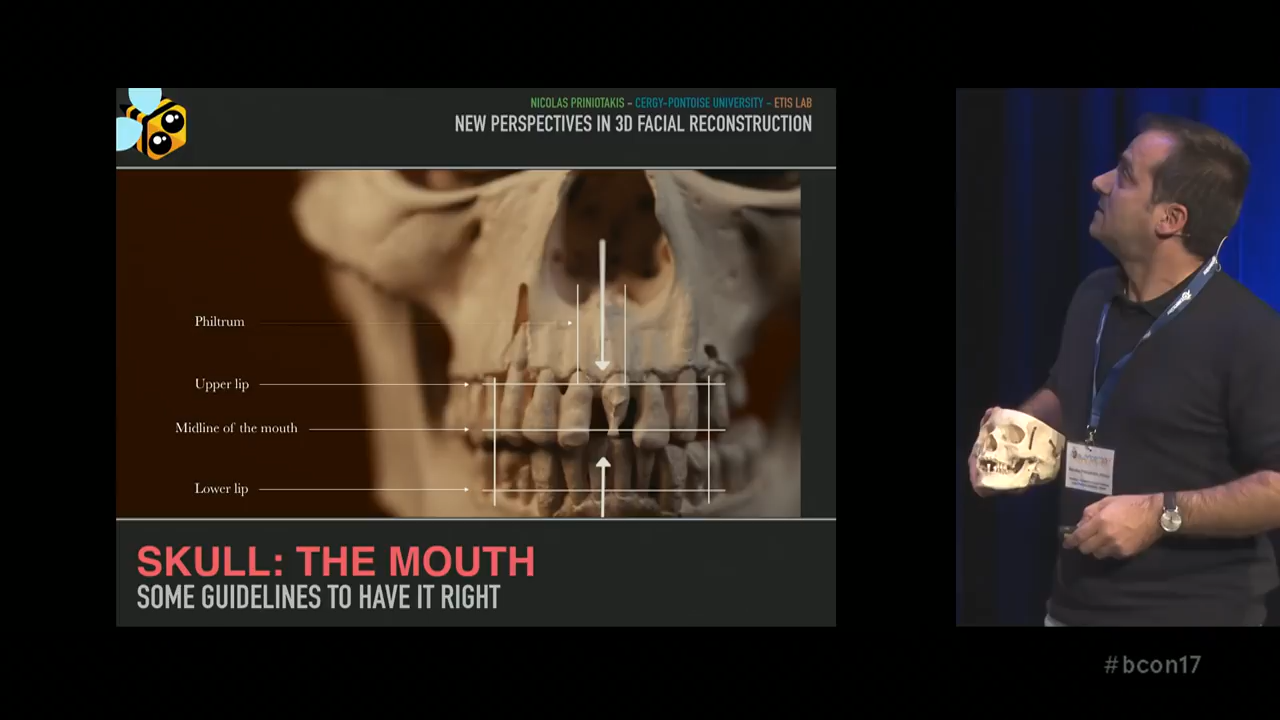 NICOLAS PRINIOTAKIS – CERGY-PONTOISE UNIVERSITY – ETIS LAB
NEW PERSPECTIVES IN 3D FACIAL RECONSTRUCTION
Philtrum
Upper lip
Midline of the mouth
Lower lip
SKULL: THE MOUTH
SOME GUIDELINES TO HAVE IT RIGHT
#bcon17